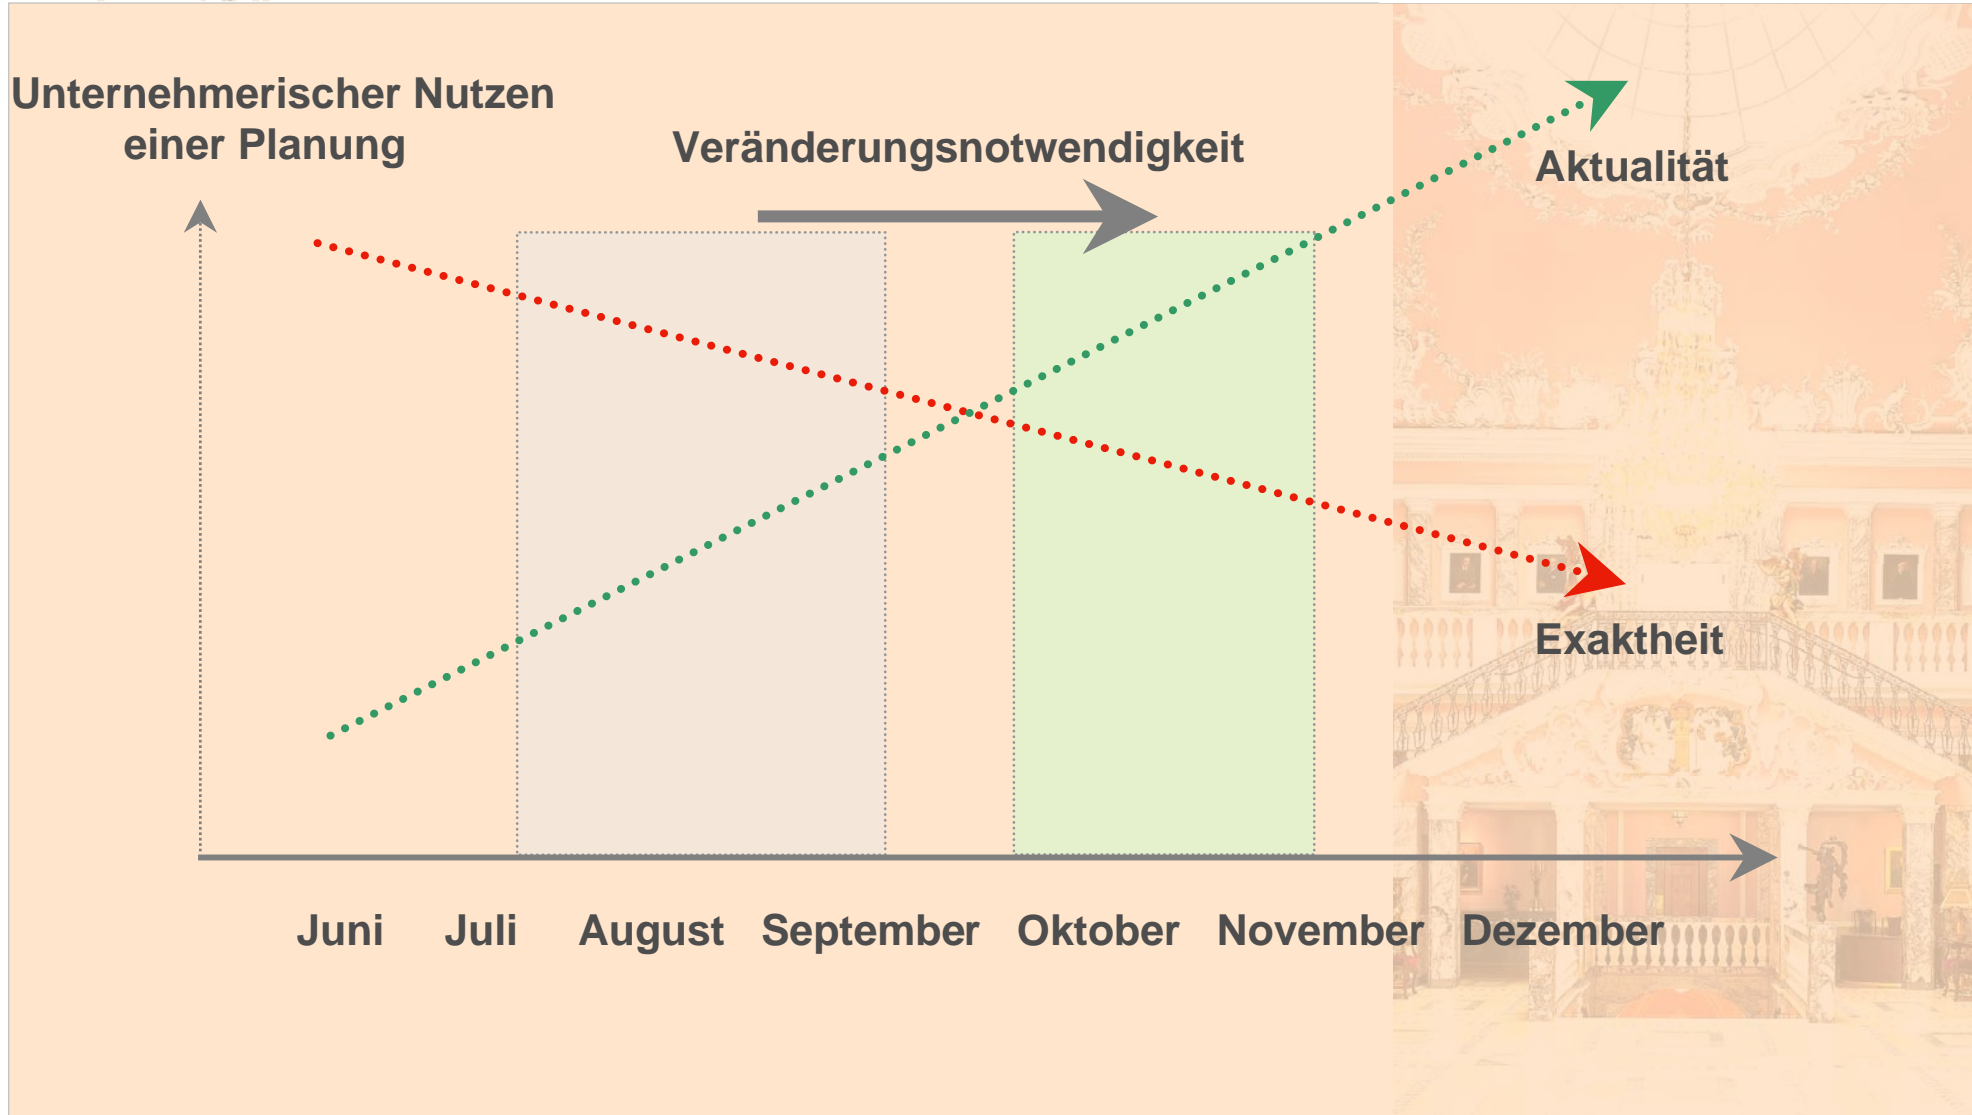 Unternehmerischer Nutzen
einer Planung
Veränderungsnotwendigkeit
Aktualität
Exaktheit
Juni Juli August September Oktober November Dezember